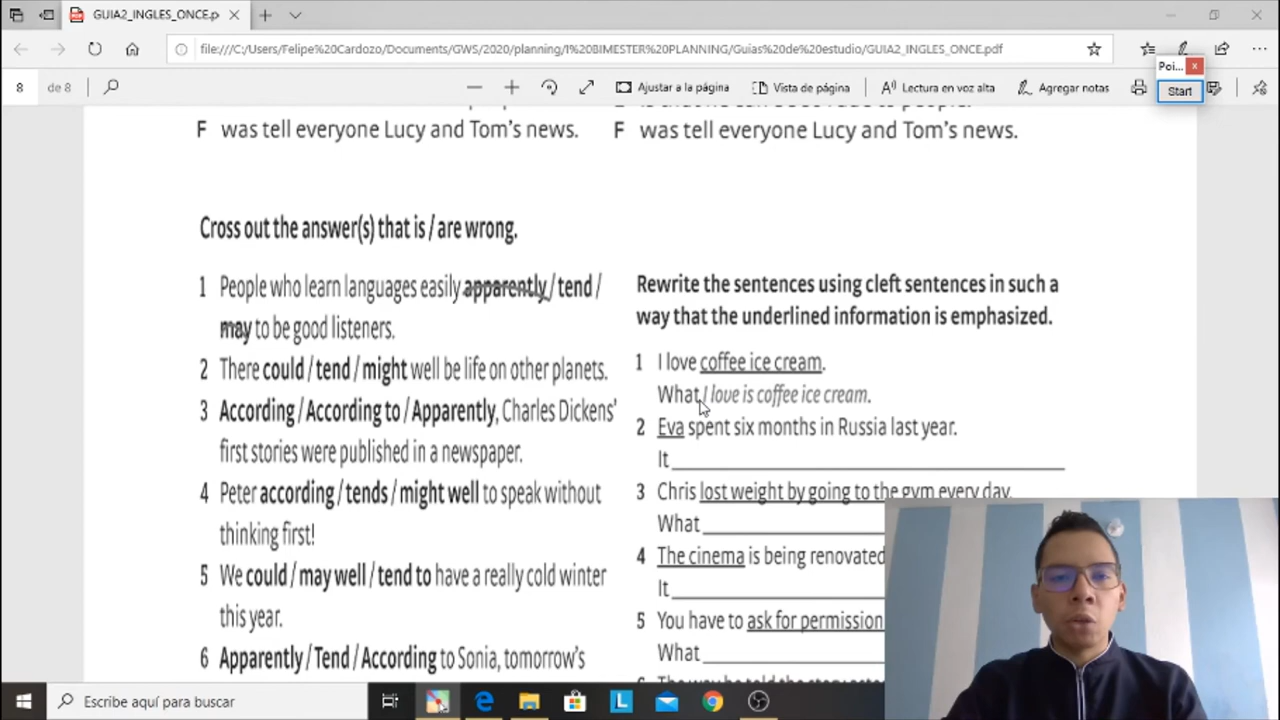 GUIA2_INGLES_ONCE.p
file:///C:/Users/Felipe%20Cardozo/Documents/GWS/2020/planning/I%20BIMESTER%20PLANNING/Guias%20de%20estudio/GUIA2_INGLES_ONCE.pdf
Poi...
8 de 8
Ajustar a la página
Vista de página
Lectura en voz alta
Agregar notas
Start
F was tell everyone Lucy and Tom's news.
F was tell everyone Lucy and Tom's news.
Cross out the answer(s) that is / are wrong.
1 People who learn languages easily apparently / tend /
may to be good listeners.
2 There could / tend / might well be life on other planets.
3 According / According to / Apparently, Charles Dickens'
first stories were published in a newspaper.
4 Peter according / tends / might well to speak without
thinking first!
5 We could / may well / tend to have a really cold winter
this year.
6 Apparently / Tend / According to Sonia, tomorrow's
Rewrite the sentences using cleft sentences in such a
way that the underlined information is emphasized.
1 I love coffee ice cream.
What I love is coffee ice cream.
2 Eva spent six months in Russia last year.
It
3 Chris lost weight by going to the gym every day.
What
4 The cinema is being renovated
It
5 You have to ask for permission
What
Escribe aquí para buscar